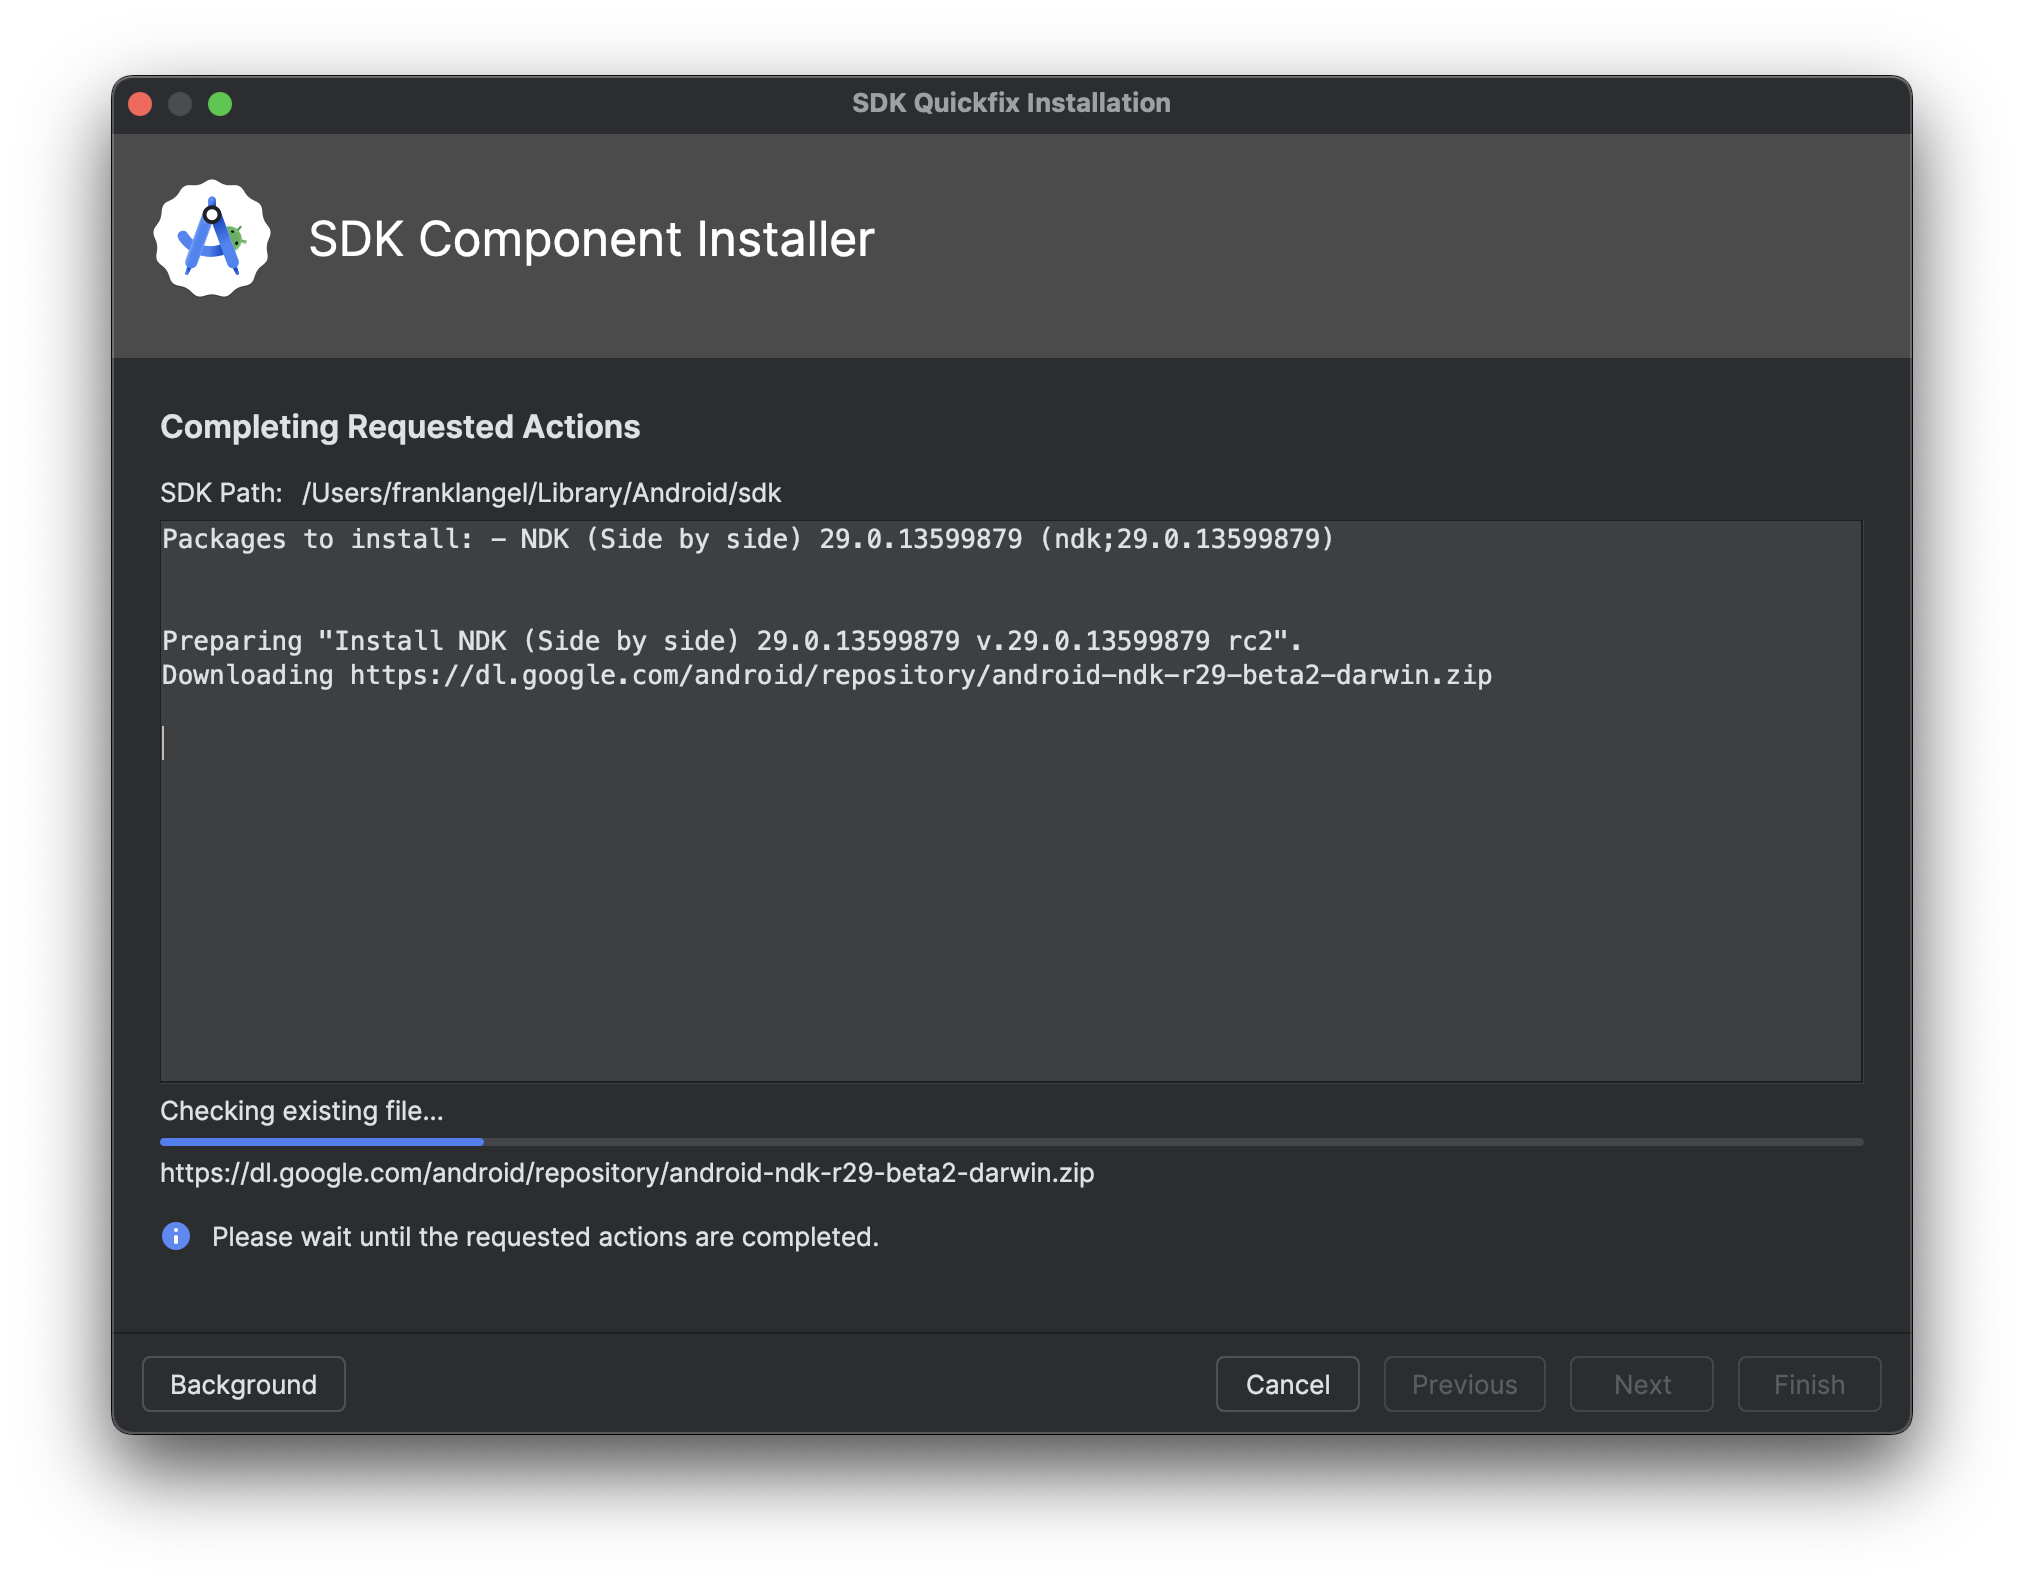 SDK Quickfix Installation
SDK Component Installer
Completing Requested Actions
SDK Path: /Users/franklangel/Library/Android/sdk
Packages to install: - NDK (Side by side) 29.0.13599879 (ndk;29.0.13599879)
Preparing "Install NDK (Side by side) 29.0.13599879 v.29.0.13599879 rc2".
Downloading https://dl.google.com/android/repository/android-ndk-r29-beta2-darwin.zip
Checking existing file...
https://dl.google.com/android/repository/android-ndk-r29-beta2-darwin.zip
Please wait until the requested actions are completed.
Background Cancel Previous Next Finish